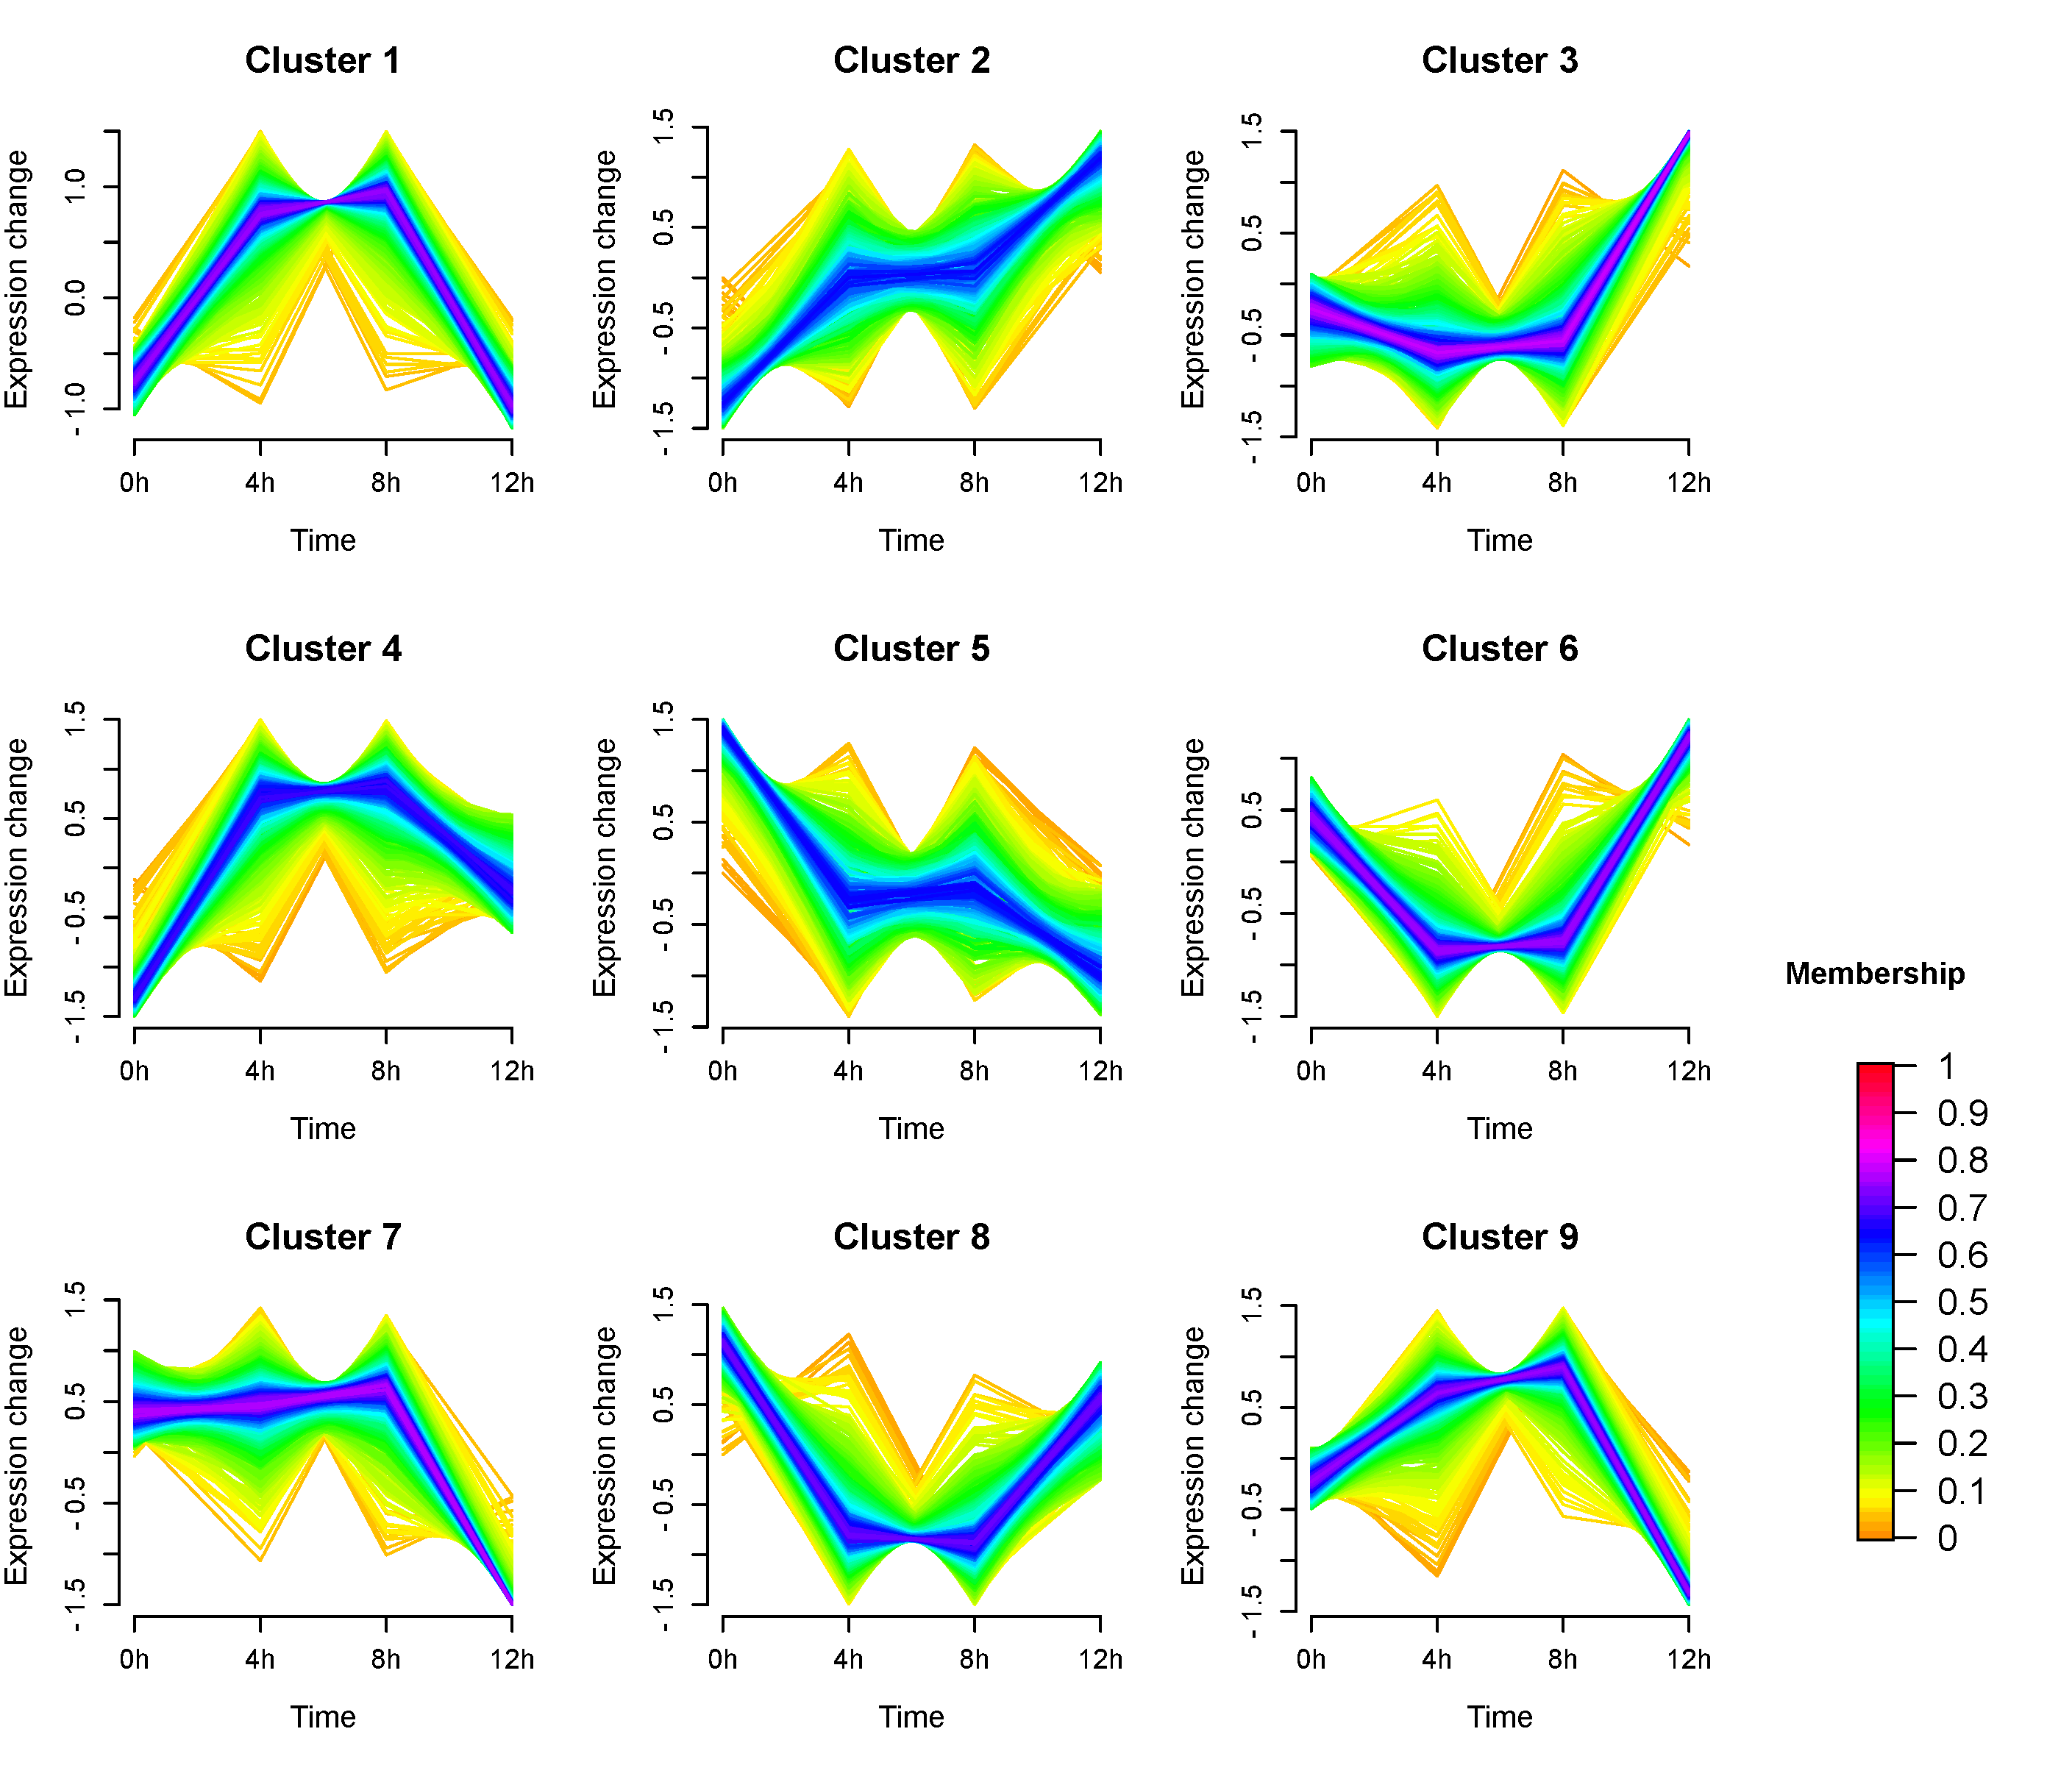 Cluster 1
Expression change
1.0
0.0
- 1.0
0h 4h 8h 12h
Time
Cluster 2
Expression change
1.5
0.5
- 0.5
- 1.5
0h 4h 8h 12h
Time
Cluster 3
Expression change
1.5
0.5
- 0.5
- 1.5
0h 4h 8h 12h
Time
Cluster 4
Expression change
1.5
0.5
- 0.5
- 1.5
0h 4h 8h 12h
Time
Cluster 5
Expression change
1.5
0.5
- 0.5
- 1.5
0h 4h 8h 12h
Time
Cluster 6
Expression change
0.5
- 0.5
- 1.5
0h 4h 8h 12h
Time
Cluster 7
Expression change
1.5
0.5
- 0.5
- 1.5
0h 4h 8h 12h
Time
Cluster 8
Expression change
1.5
0.5
- 0.5
- 1.5
0h 4h 8h 12h
Time
Cluster 9
Expression change
1.5
0.5
- 0.5
- 1.5
0h 4h 8h 12h
Time
Membership
1
0.9
0.8
0.7
0.6
0.5
0.4
0.3
0.2
0.1
0